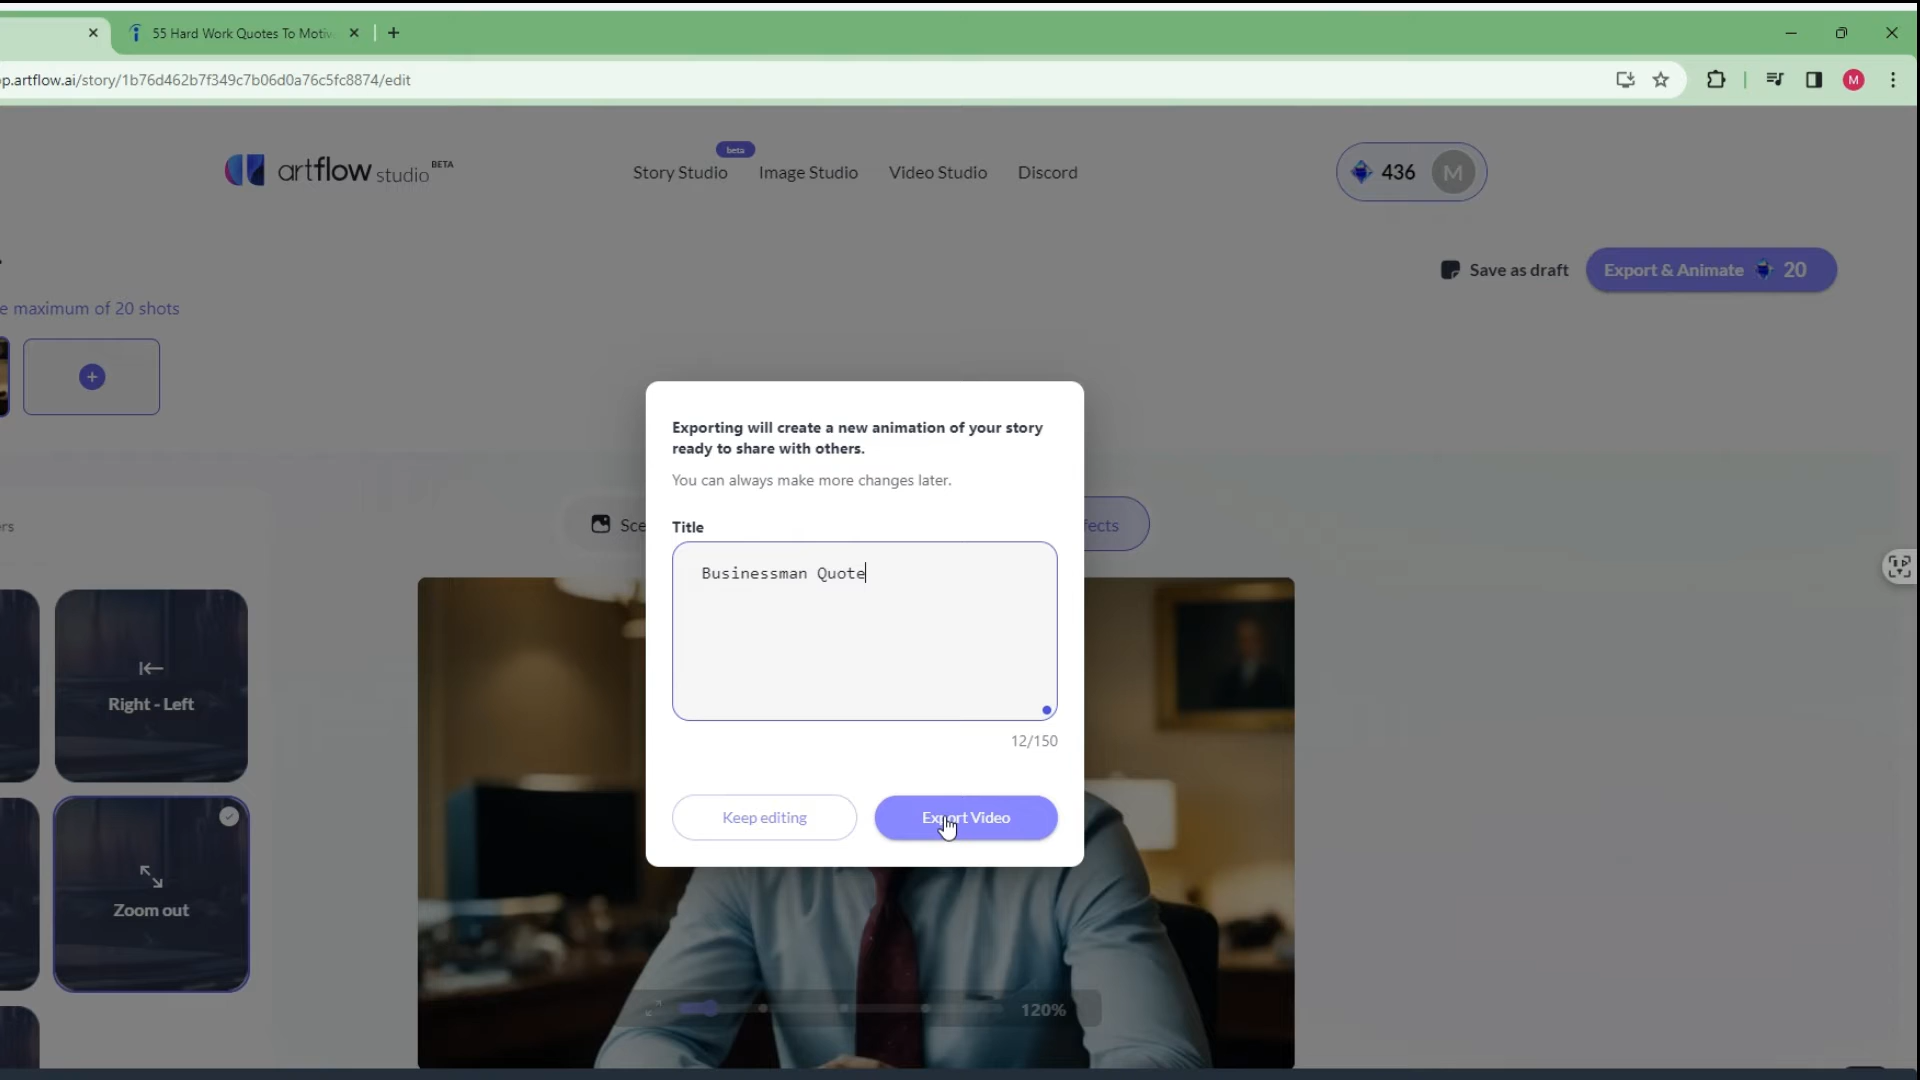 55 Hard Work Quotes To Motiv
p.artflow.ai/story/1b76d462b7f349c7b06d0a76c5fc8874/edit
M
artflow studio BETA
beta
Story Studio
Image Studio
Video Studio
Discord
436
M
Save as draft
Export & Animate 20
e maximum of 20 shots
Exporting will create a new animation of your story
ready to share with others.
You can always make more changes later.
Sce
fects
ers
Title
Businessman Quote
12/150
Right - Left
Keep editing
Export Video
Zoom out
120%